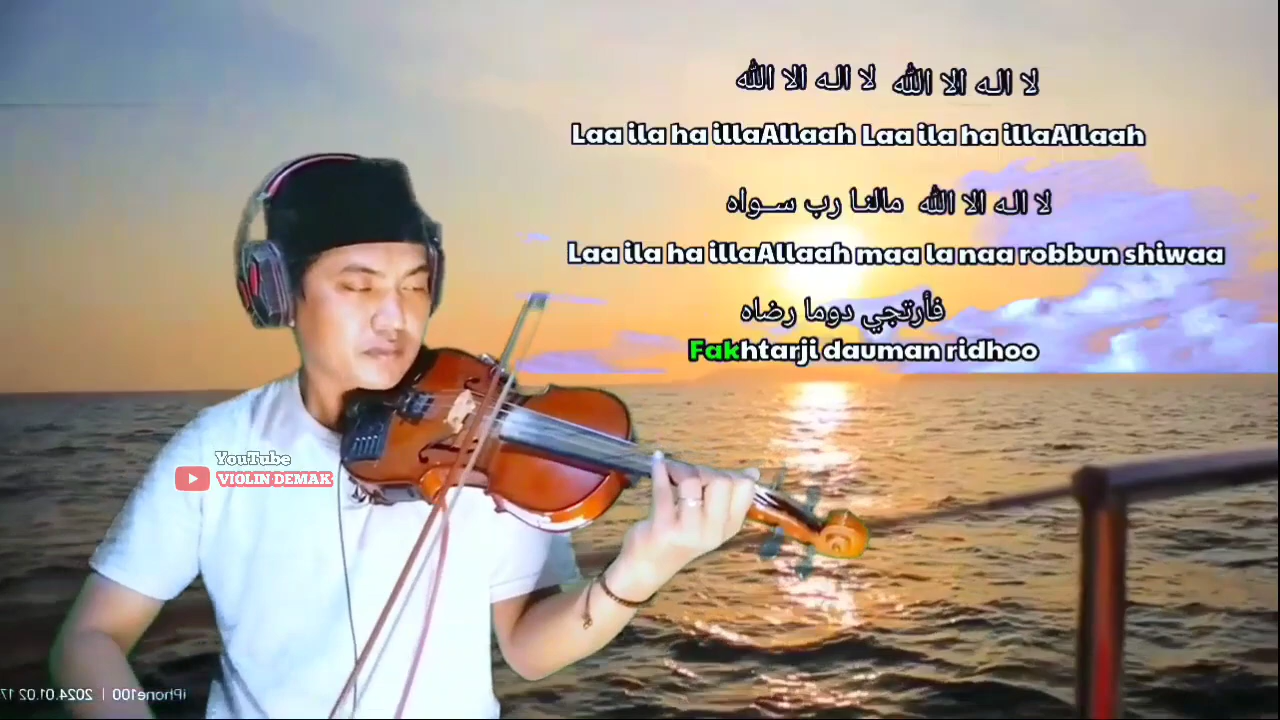 لا اله الا الله لا اله الا الله
Laa ila ha illaAllaah Laa ila ha illaAllaah
لا اله الا الله مالنا رب سواه
Laa ila ha illaAllaah maa la naa robbun shiwaa
فأرتجي دوما رضاه
Fakhtarji dauman ridhoo
YouTube
VIOLIN DEMAK
iPhone100 | 2024.01.02 17